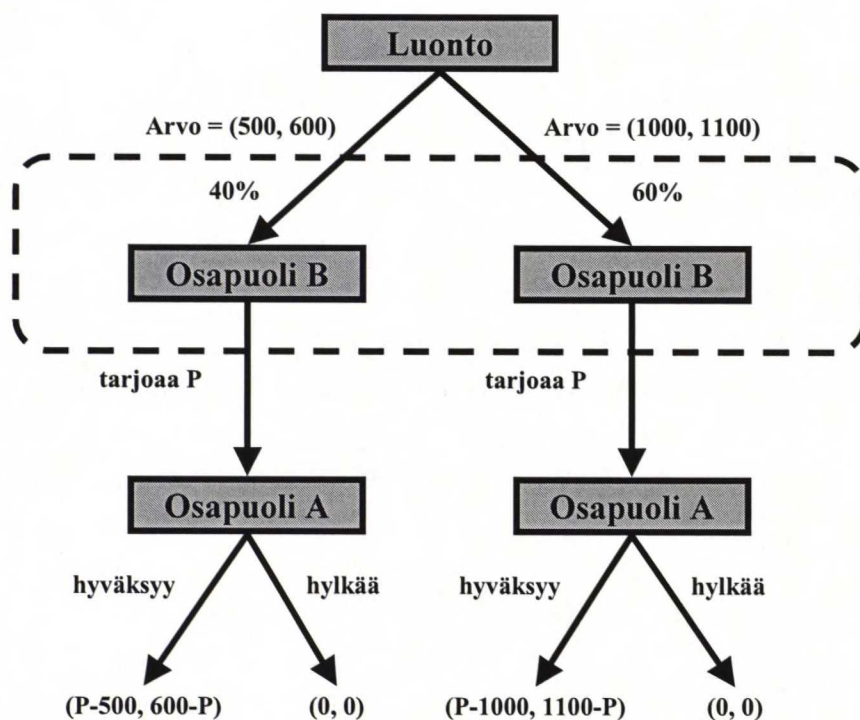 Luonto
Arvo = (500, 600) Arvo = (1000, 1100)
40% 60%
Osapuoli B Osapuoli B
tarjoaa P tarjoaa P
Osapuoli A Osapuoli A
hyväksyy hylkää hyväksyy hylkää
(P-500, 600-P) (0, 0) (P-1000, 1100-P) (0, 0)